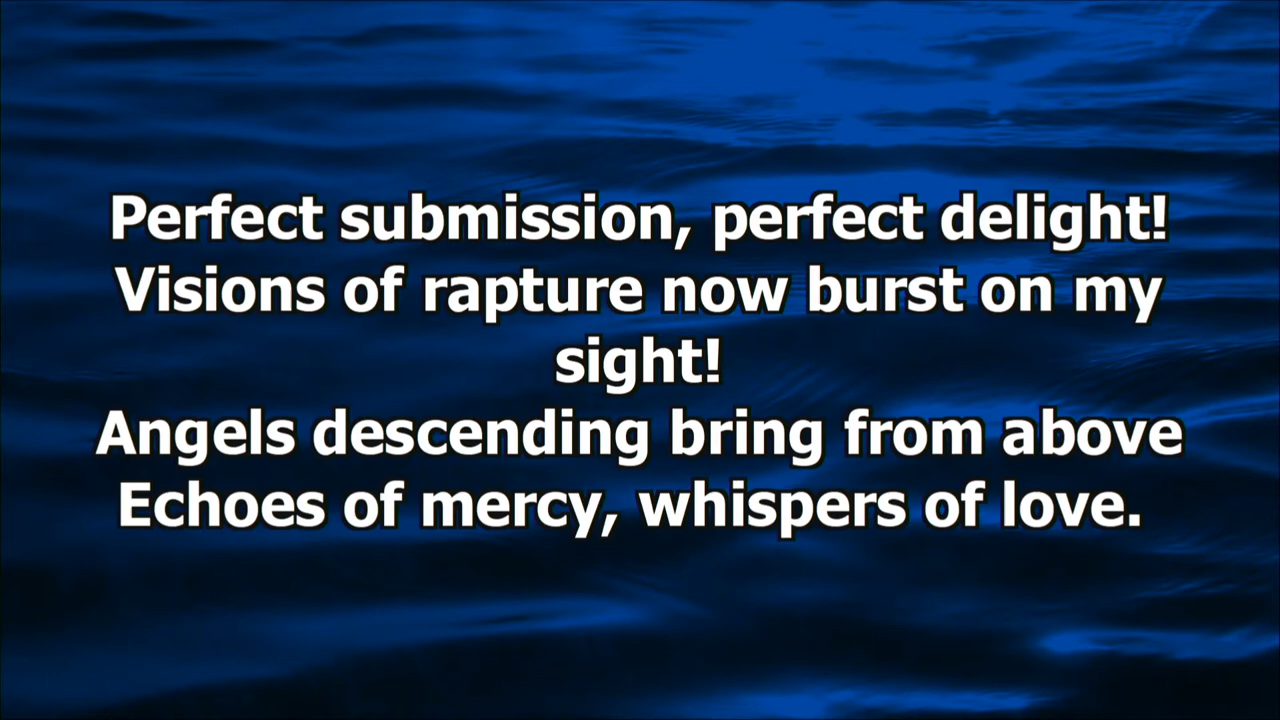 Perfect submission, perfect delight!
Visions of rapture now burst on my
sight!
Angels descending bring from above
Echoes of mercy, whispers of love.